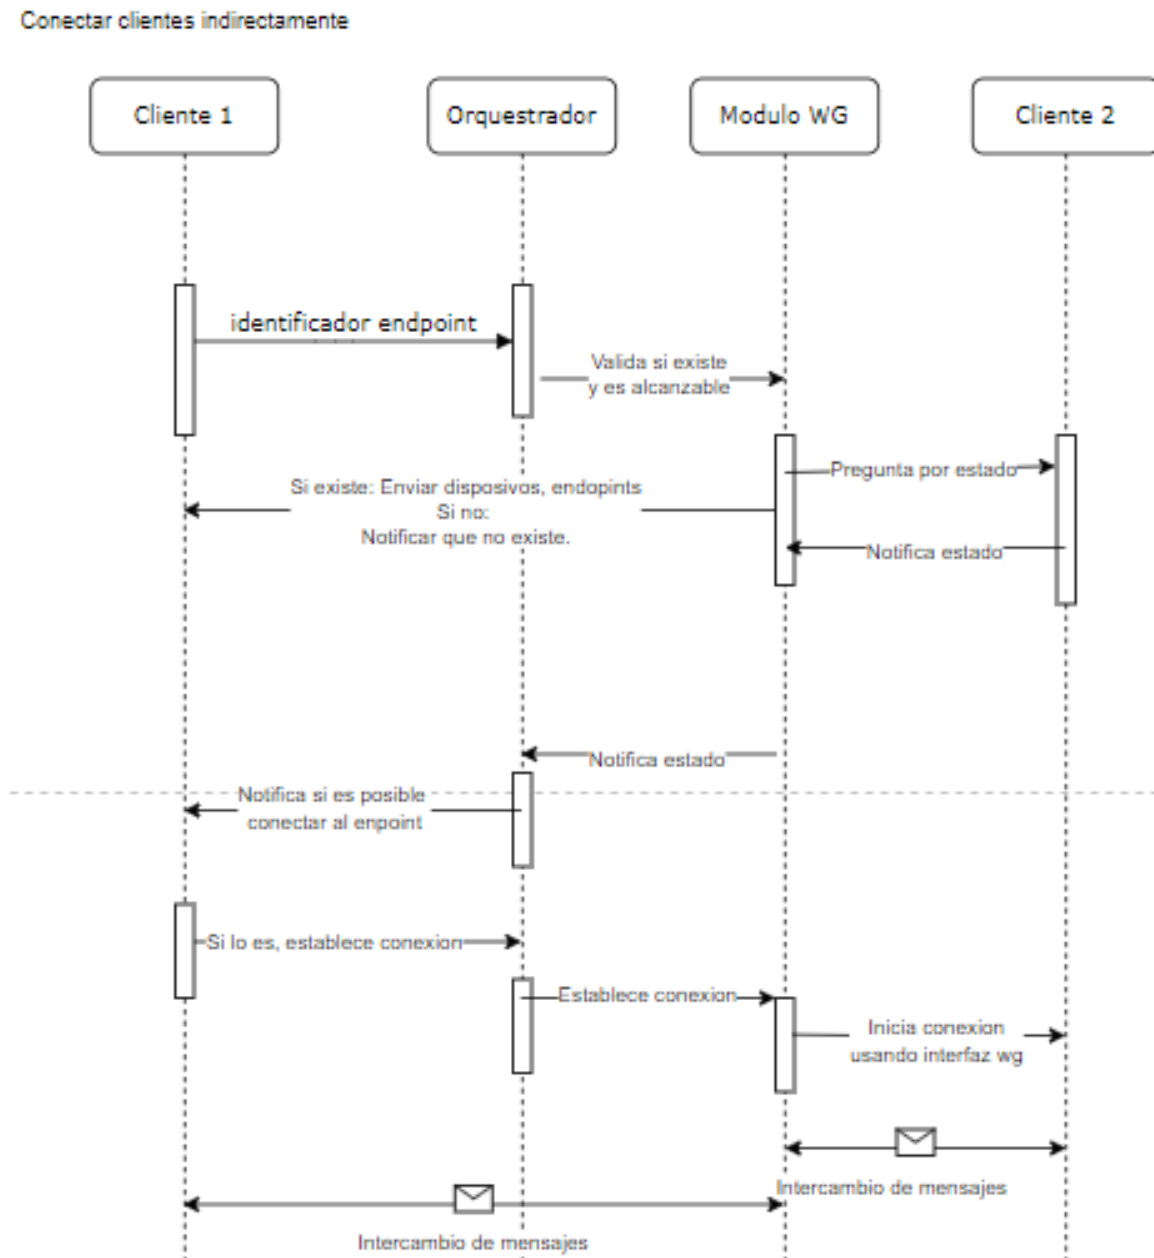 Conectar clientes indirectamente
Cliente 1
Orquestrador
Modulo WG
Cliente 2
identificador endpoint
Valida si existe
y es alcanzable
Pregunta por estado
Si existe: Enviar disposivos, endopints
Si no:
Notificar que no existe.
Notifica estado
Notifica estado
Notifica si es posible
conectar al enpoint
Si lo es, establece conexion
Establece conexion
Inicia conexion
usando interfaz wg
Intercambio de mensajes
Intercambio de mensajes